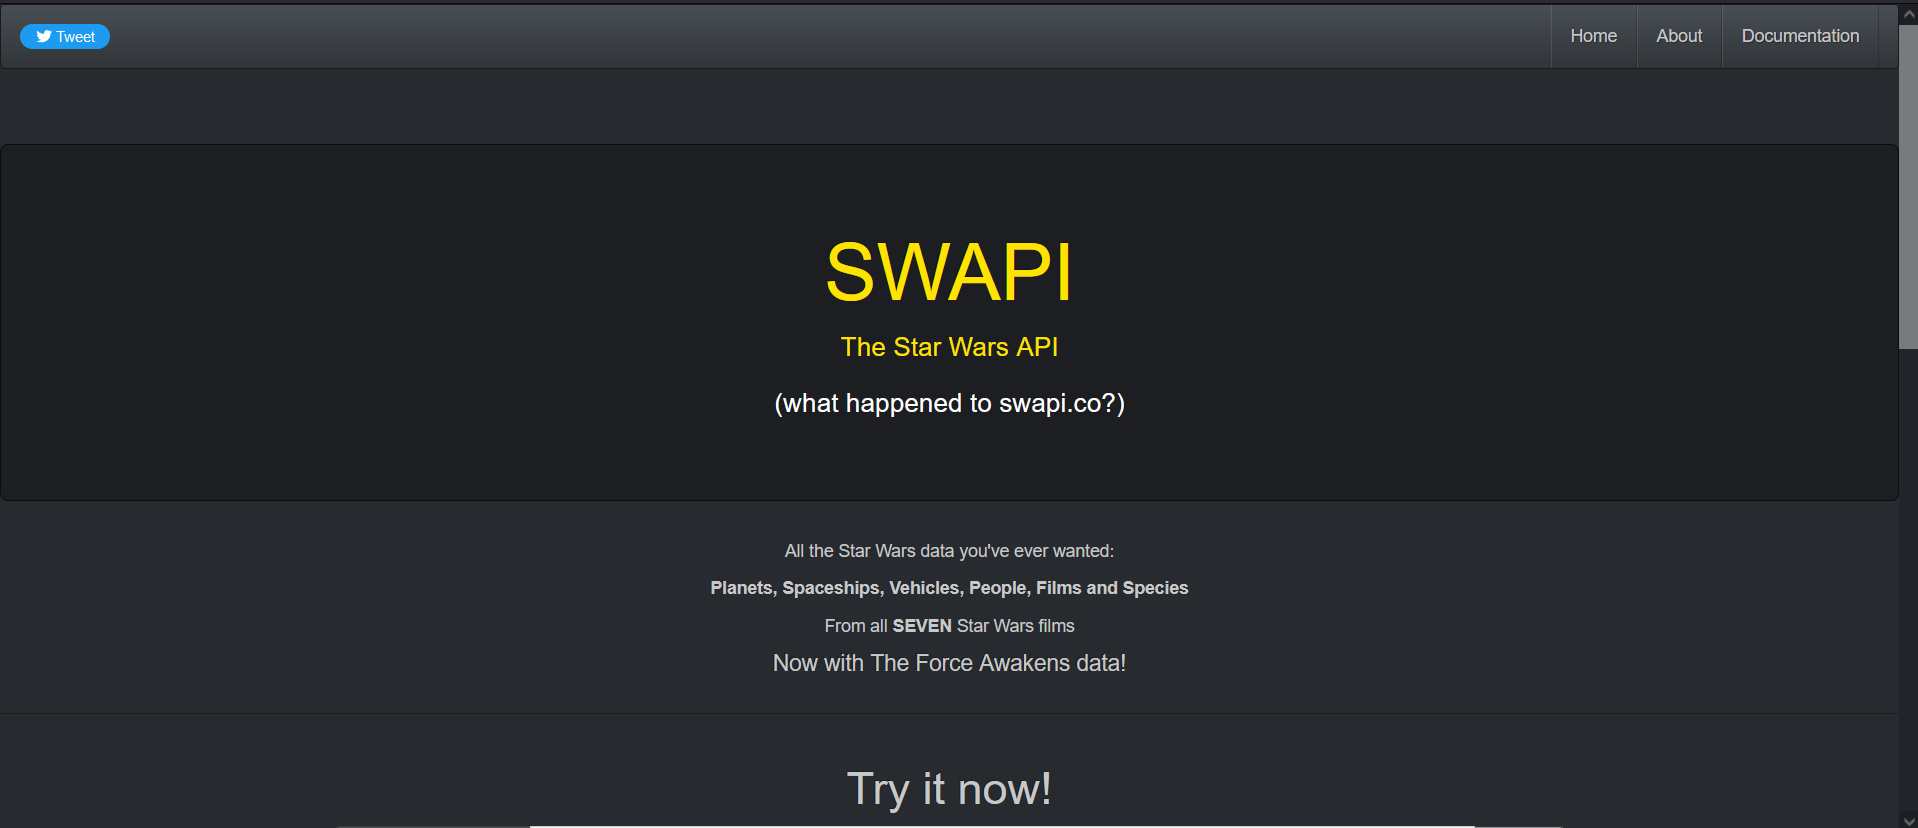 Tweet
Home
About
Documentation
SWAPI
The Star Wars API
(what happened to swapi.co?)
All the Star Wars data you've ever wanted:
Planets, Spaceships, Vehicles, People, Films and Species
From all SEVEN Star Wars films
Now with The Force Awakens data!
Try it now!